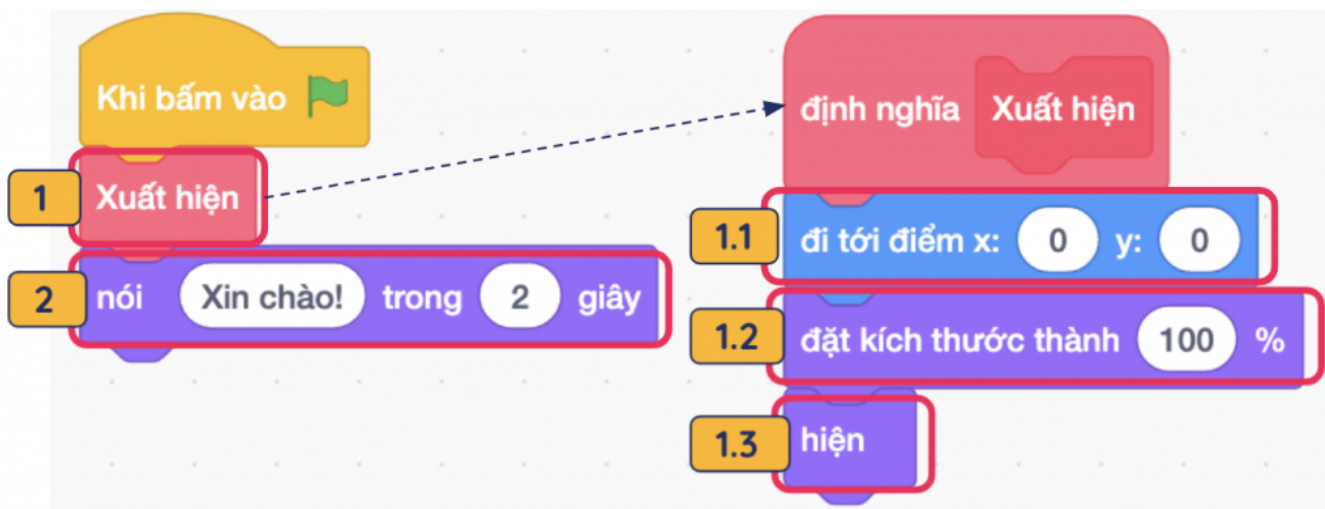 Khi bấm vào
1 Xuất hiện
2 nói Xin chào! trong 2 giây
định nghĩa Xuất hiện
1.1 đi tới điểm x: 0 y: 0
1.2 đặt kích thước thành 100 %
1.3 hiện